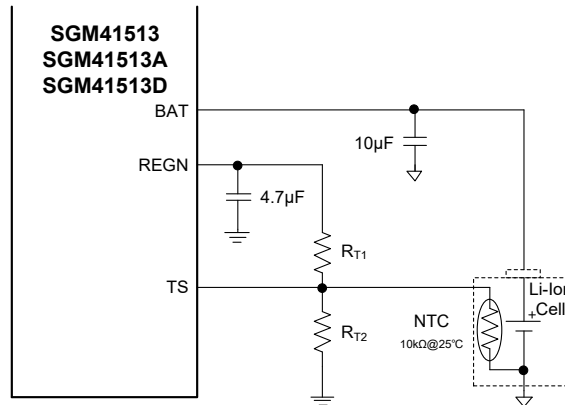 SGM41513
SGM41513A
SGM41513D
BAT
10µF
REGN
4.7µF
RT1
TS
Li-Ion
+ Cell
NTC
10kΩ@25℃
RT2